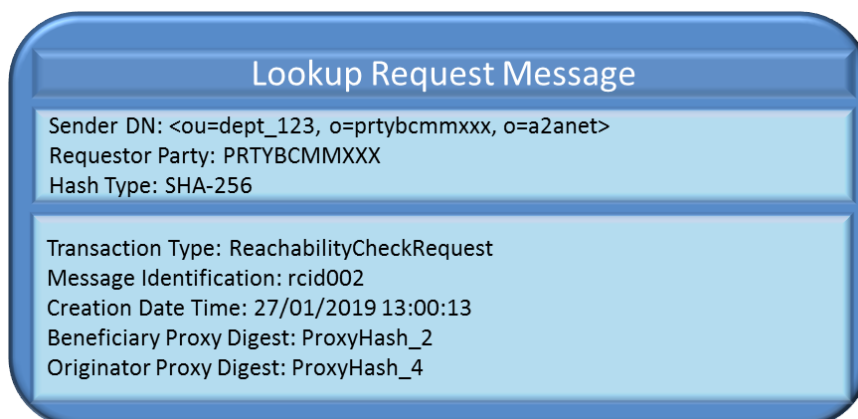 Lookup Request Message
Sender DN: <ou=dept_123, o=prtybcmmxxx, o=a2anet>
Requestor Party: PRTYBCMMXXX
Hash Type: SHA-256
Transaction Type: ReachabilityCheckRequest
Message Identification: rcid002
Creation Date Time: 27/01/2019 13:00:13
Beneficiary Proxy Digest: ProxyHash_2
Originator Proxy Digest: ProxyHash_4